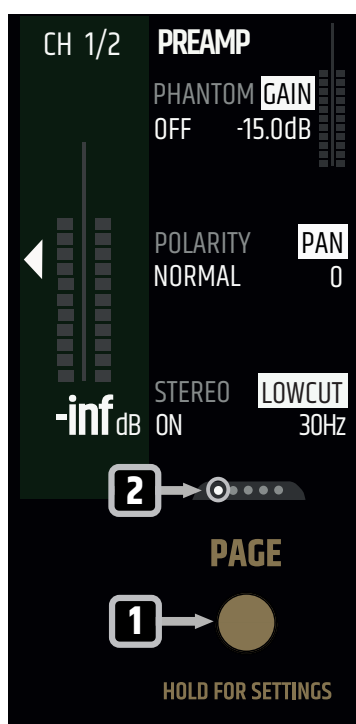 CH 1/2 PREAMP
PHANTOM GAIN
OFF -15.0dB
POLARITY PAN
NORMAL 0
STEREO LOWCUT
-inf dB ON 30Hz
2
PAGE
1
HOLD FOR SETTINGS